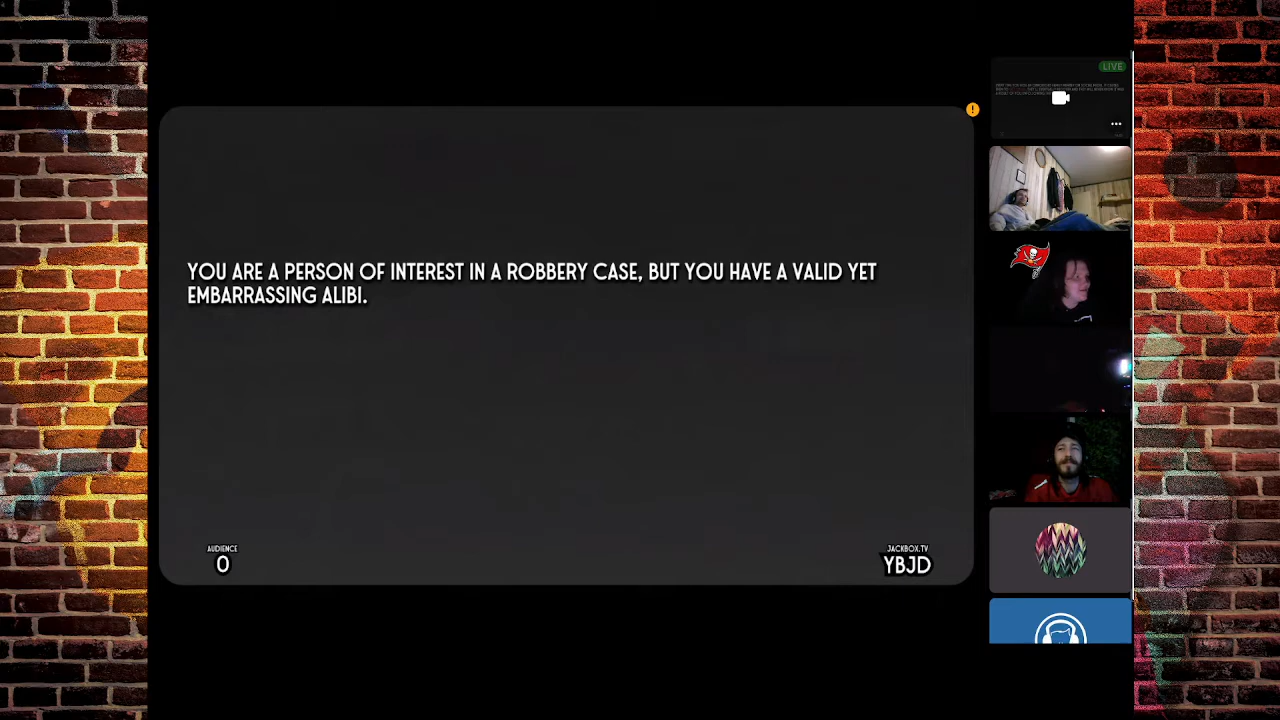 LIVE
YOU ARE A PERSON OF INTEREST IN A ROBBERY CASE, BUT YOU HAVE A VALID YET
EMBARRASSING ALIBI.
AUDIENCE
0
JACKBOX.TV
YBJD